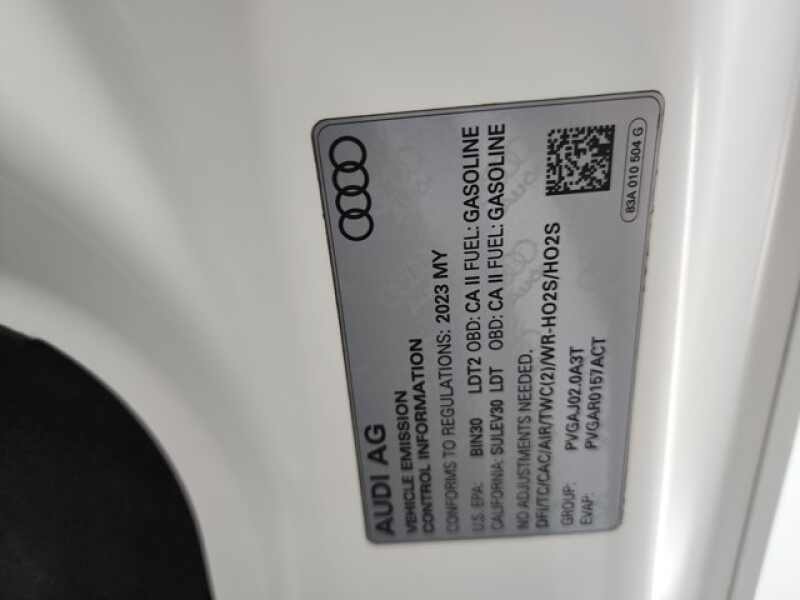 AUDI AG
VEHICLE EMISSION
CONTROL INFORMATION
CONFORMS TO REGULATIONS: 2023 MY
U.S. EPA: BIN30 LDT2 OBD: CA II FUEL: GASOLINE
CALIFORNIA: SULEV30 LDT OBD: CA II FUEL: GASOLINE
NO ADJUSTMENTS NEEDED.
DFI/TC/CAC/AIR/TWC(2)/WR-HO2S/HO2S
GROUP: PVGAJ02.0A3T
EVAP: PVGAR0157ACT
83A 010 504 G